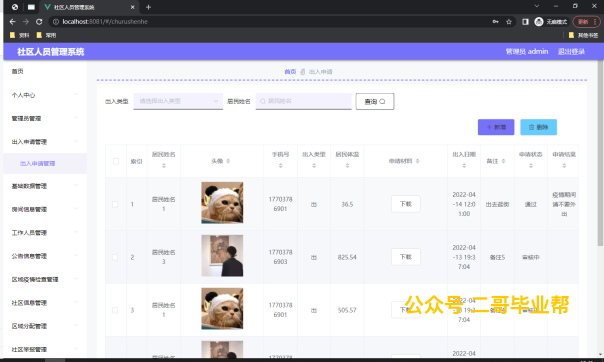 社区人员管理系统
localhost:8081/#/churushenhe
无痕模式
更新
资料
常用
其他书签
社区人员管理系统
管理员 admin 退出登录
首页
个人中心
管理员管理
出入申请管理
出入申请管理
基础数据管理
房间信息管理
工作人员管理
公告信息管理
区域疫情检查管理
社区信息管理
区域分配管理
社区举报管理
首页 出入申请
出入类型 请选择出入类型 居民姓名 居民姓名 查询
+ 新增 删除
索引 居民姓名 头像 手机号 出入类型 居民体温 申请材料 出入日期 备注 申请状态 申请结果
1 居民姓名1 17703786901 出 36.5 下载 2022-04-14 12:01:00 出去逛街 通过 疫情期间请不要外出
2 居民姓名3 17703786903 出 825.54 下载 2022-04-13 19:37:04 备注5 审核中
3 居民姓名1 17703786901 出 505.57 下载 2022-04-13 19:37:04
公众号 二哥毕业帮
1770378
2022-04